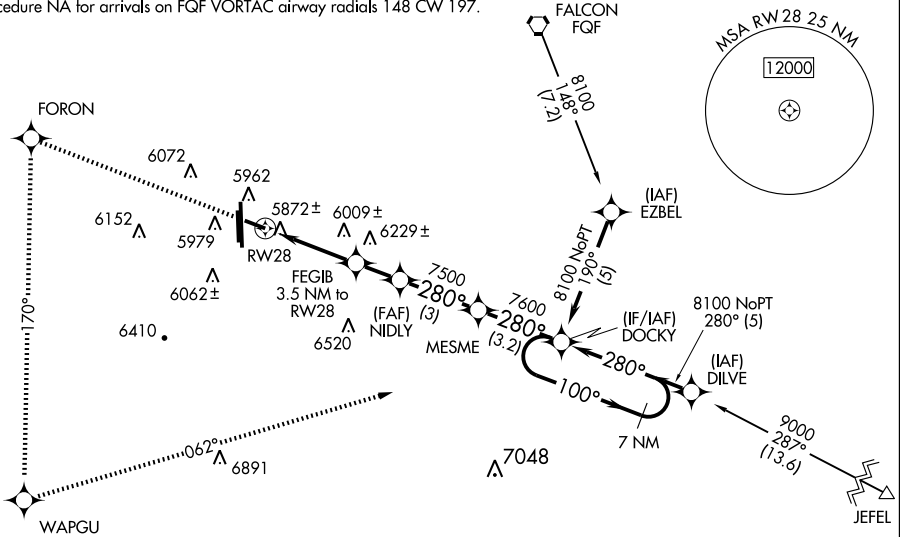 cedure NA for arrivals on FQF VORTAC airway radials 148 CW 197.
FALCON
FQF
MSA RW28 25 NM
12000
8100
148°
(7.2)
FORON
6072
5962
(IAF)
EZBEL
6152
5979
5872±
6009±
6229±
RW28
8100 NoPT
190°
(5)
6062±
FEGIB
3.5 NM to
RW28
7500
280°
(3)
(FAF)
NIDLY
7600
280°
(3.2)
MESME
(IF/IAF)
DOCKY
8100 NoPT
280° (5)
170°
6410
6520
280°
(IAF)
DILVE
100°
7 NM
9000
287°
(13.6)
062°
6891
7048
JEFEL
WAPGU